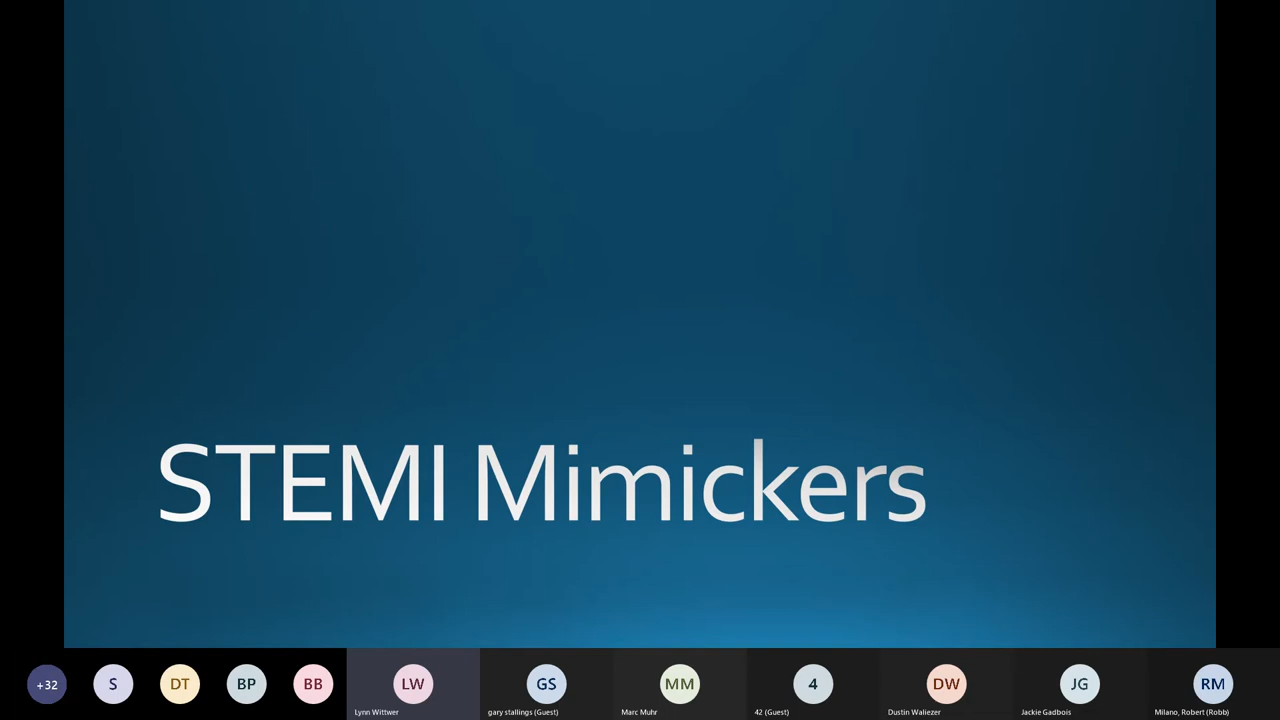 STEMI Mimickers
+32
S
DT
BP
BB
LW
GS
MM
4
DW
JG
RM
Lynn Wittwer
gary stallings (Guest)
Marc Muhr
42 (Guest)
Dustin Waliezer
Jackie Gadbois
Milano, Robert (Robb)